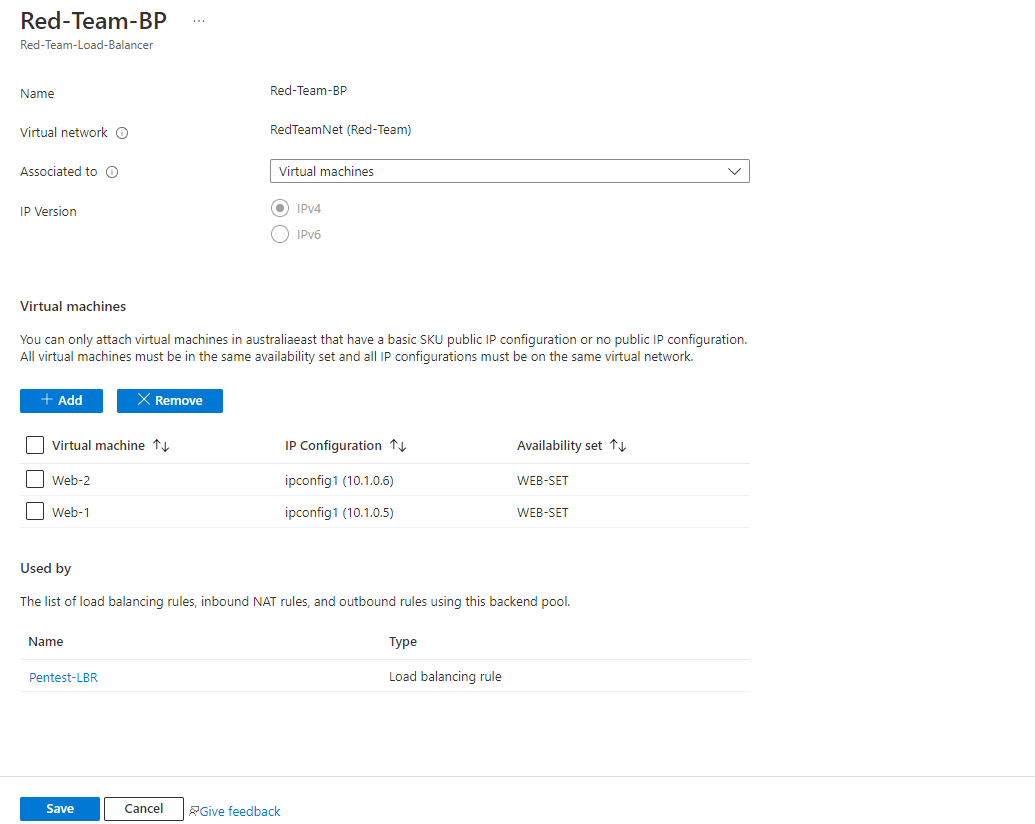 Red-Team-BP ...
Red-Team-Load-Balancer
Name Red-Team-BP
Virtual network RedTeamNet (Red-Team)
Associated to Virtual machines
IP Version IPv4
IPv6
Virtual machines
You can only attach virtual machines in australiaeast that have a basic SKU public IP configuration or no public IP configuration.
All virtual machines must be in the same availability set and all IP configurations must be on the same virtual network.
+ Add Remove
Virtual machine ↑↓ IP Configuration ↑↓ Availability set ↑↓
Web-2 ipconfig1 (10.1.0.6) WEB-SET
Web-1 ipconfig1 (10.1.0.5) WEB-SET
Used by
The list of load balancing rules, inbound NAT rules, and outbound rules using this backend pool.
Name Type
Pentest-LBR Load balancing rule
Save Cancel Give feedback